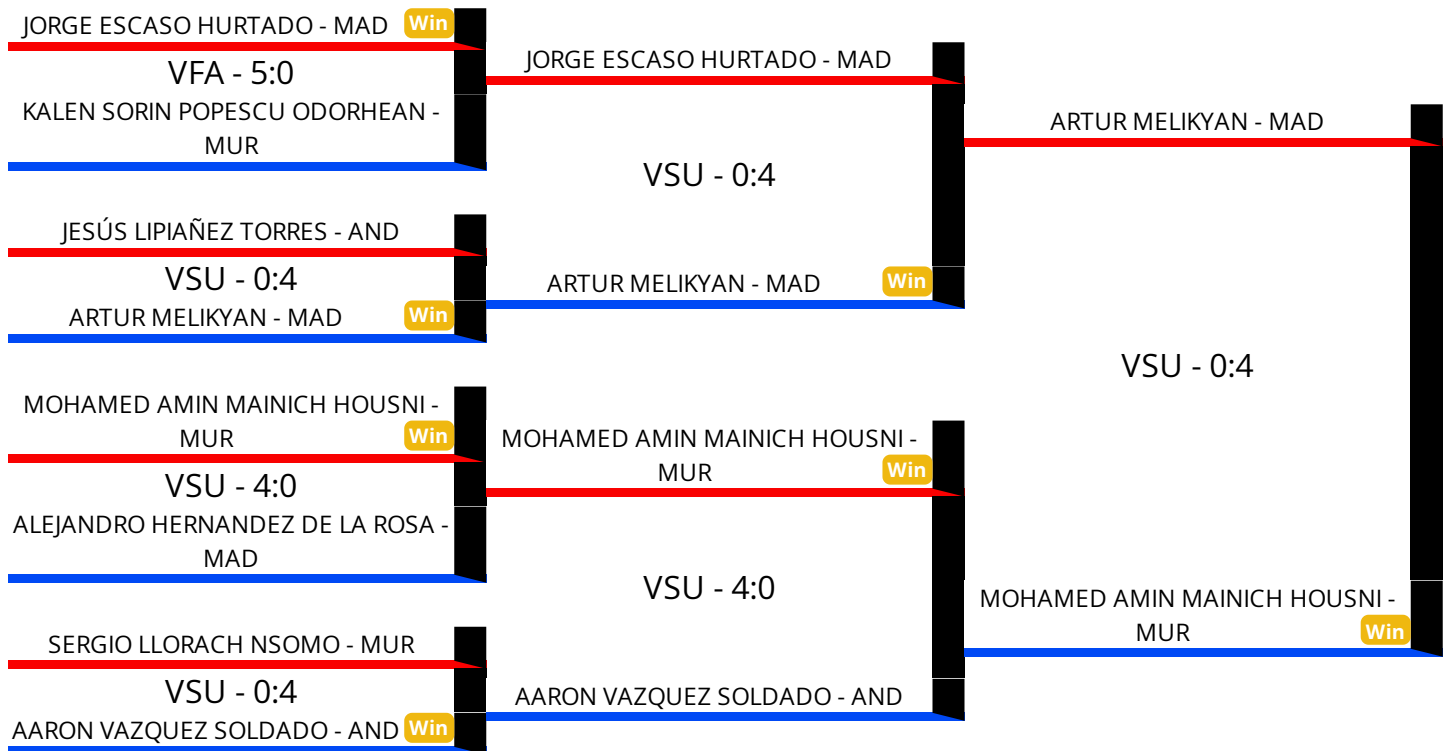 JORGE ESCASO HURTADO - MAD Win
VFA - 5:0
KALEN SORIN POPESCU ODORHEAN -
MUR
JESÚS LIPIAÑEZ TORRES - AND
VSU - 0:4
ARTUR MELIKYAN - MAD Win
MOHAMED AMIN MAINICH HOUSNI -
MUR Win
VSU - 4:0
ALEJANDRO HERNANDEZ DE LA ROSA -
MAD
SERGIO LLORACH NSOMO - MUR
VSU - 0:4
AARON VAZQUEZ SOLDADO - AND Win
JORGE ESCASO HURTADO - MAD
VSU - 0:4
ARTUR MELIKYAN - MAD Win
MOHAMED AMIN MAINICH HOUSNI -
MUR Win
VSU - 4:0
AARON VAZQUEZ SOLDADO - AND
ARTUR MELIKYAN - MAD
VSU - 0:4
MOHAMED AMIN MAINICH HOUSNI -
MUR Win